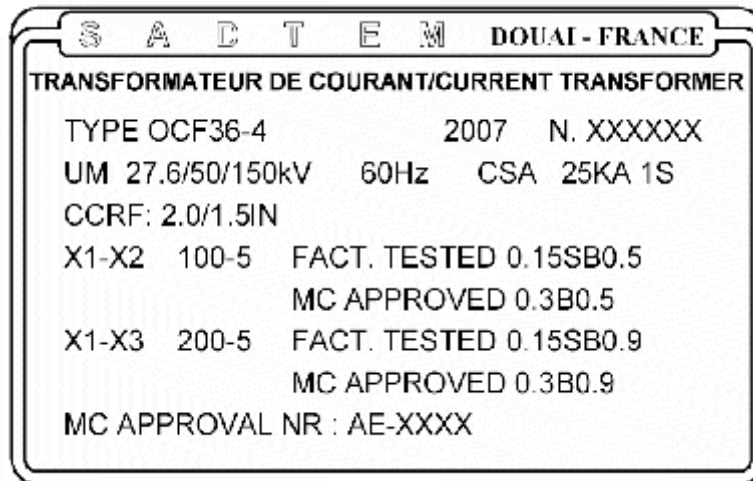 SADTEM DOUAI - FRANCE
TRANSFORMATEUR DE COURANT/CURRENT TRANSFORMER
TYPE OCF36-4 2007 N. XXXXXX
UM 27.6/50/150kV 60Hz CSA 25KA 1S
CCRF: 2.0/1.5IN
X1-X2 100-5 FACT. TESTED 0.15SB0.5
MC APPROVED 0.3B0.5
X1-X3 200-5 FACT. TESTED 0.15SB0.9
MC APPROVED 0.3B0.9
MC APPROVAL NR : AE-XXXX